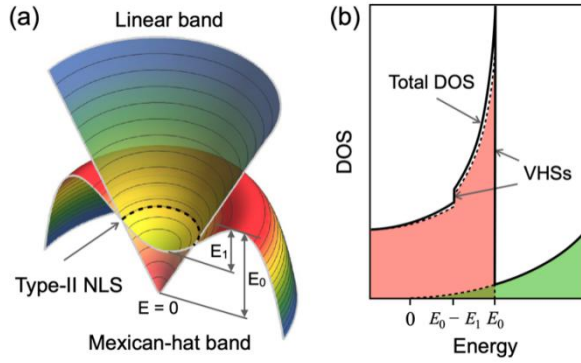 (a)
Linear band
Type-II NLS
E = 0
E₁
E₀
Mexican-hat band
(b)
DOS
Total DOS
VHSs
0 E₀ − E₁ E₀
Energy